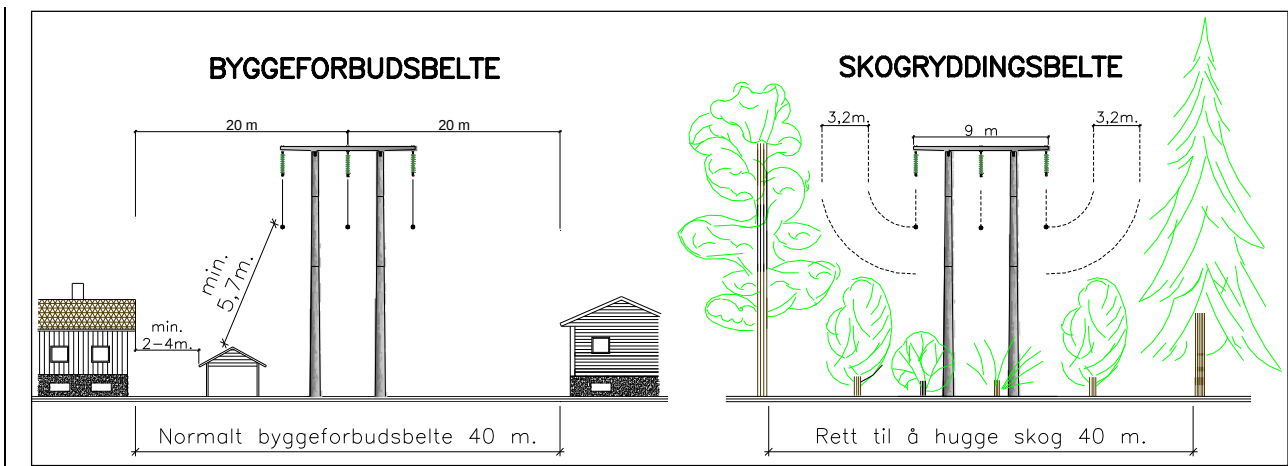 BYGGEFORBUDSBELTE
20 m
20 m
min.
5,7m.
min.
2-4m.
Normalt byggeforbudsbelte 40 m.
SKOGRYDDINGSBELTE
3,2m.
9 m
3,2m.
Rett til å hugge skog 40 m.